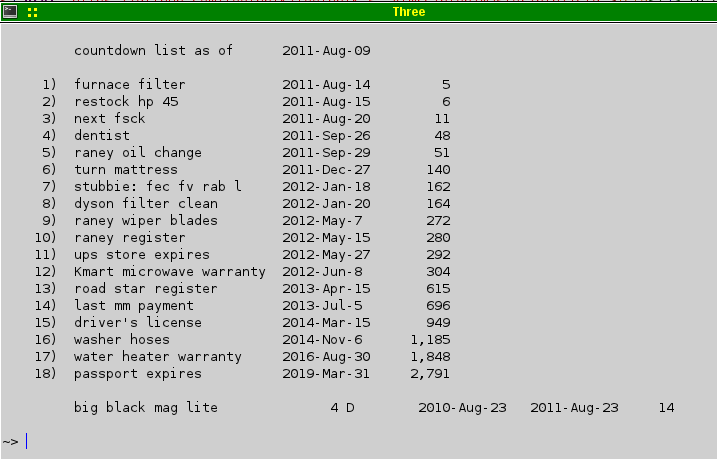 Three
countdown list as of 2011-Aug-09
1) furnace filter 2011-Aug-14 5
2) restock hp 45 2011-Aug-15 6
3) next fsck 2011-Aug-20 11
4) dentist 2011-Sep-26 48
5) raney oil change 2011-Sep-29 51
6) turn mattress 2011-Dec-27 140
7) stubbie: fec fv rab l 2012-Jan-18 162
8) dyson filter clean 2012-Jan-20 164
9) raney wiper blades 2012-May-7 272
10) raney register 2012-May-15 280
11) ups store expires 2012-May-27 292
12) Kmart microwave warranty 2012-Jun-8 304
13) road star register 2013-Apr-15 615
14) last mm payment 2013-Jul-5 696
15) driver's license 2014-Mar-15 949
16) washer hoses 2014-Nov-6 1,185
17) water heater warranty 2016-Aug-30 1,848
18) passport expires 2019-Mar-31 2,791
big black mag lite 4 D 2010-Aug-23 2011-Aug-23 14
~>